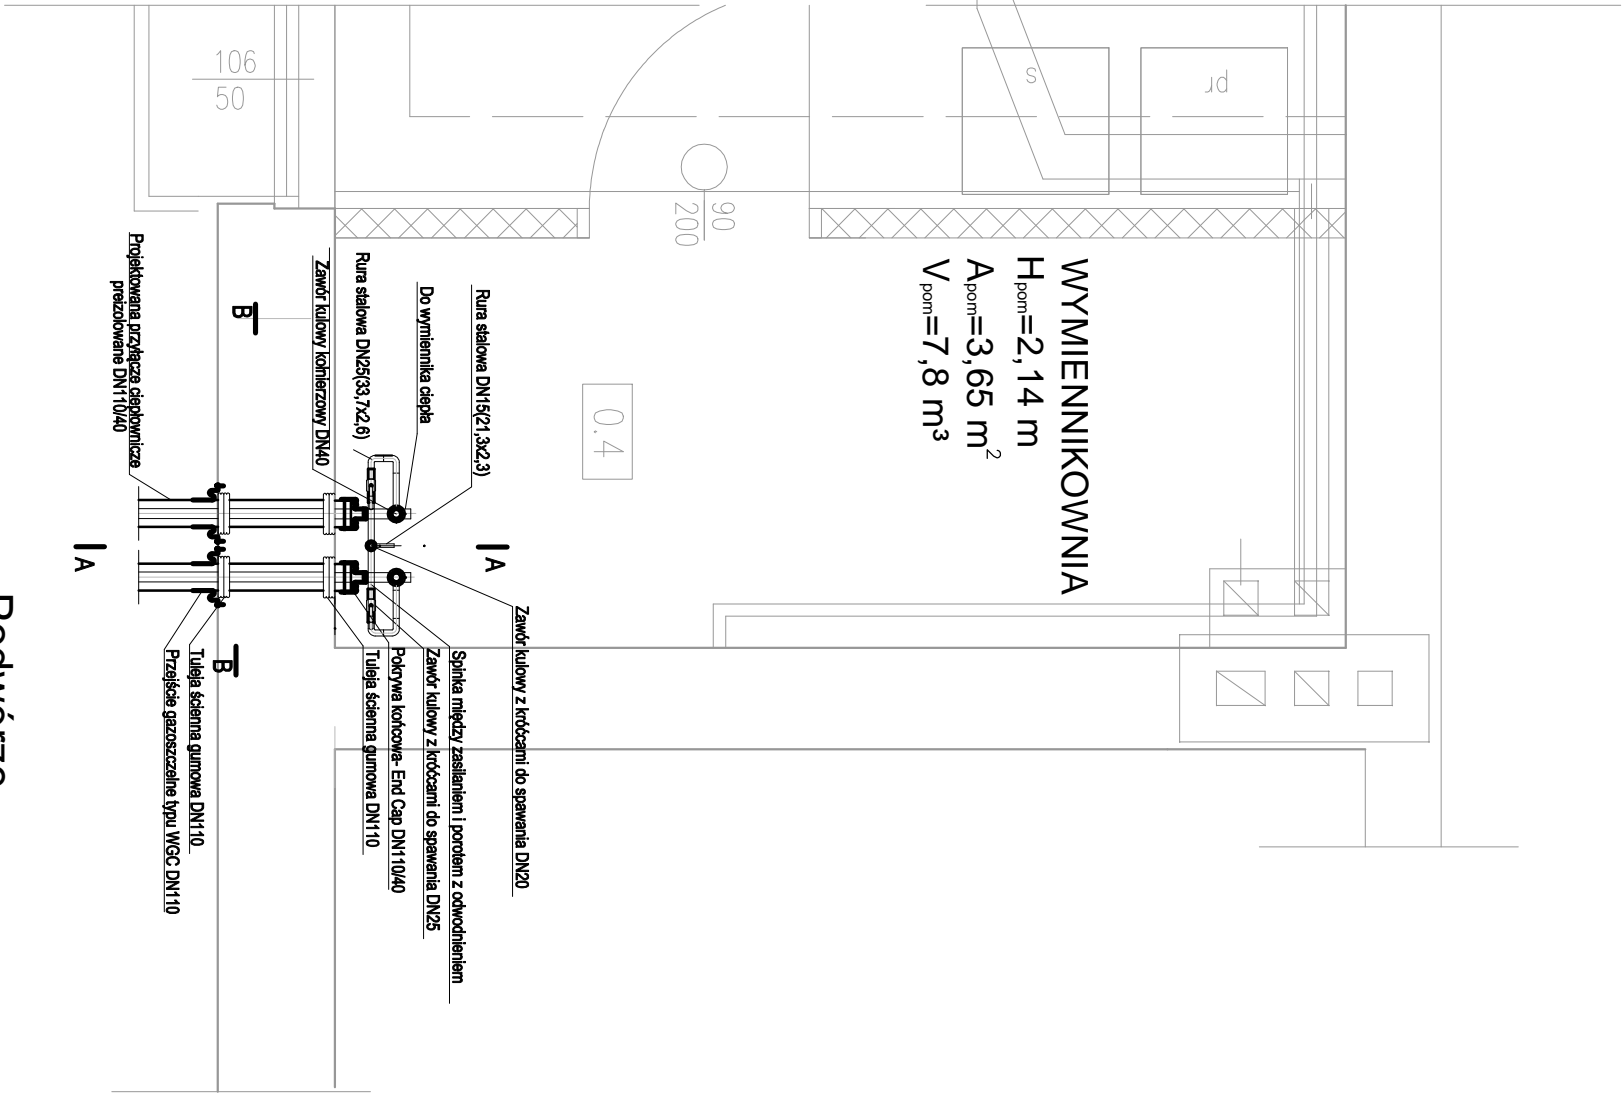 106
50
s
pr
90
200
WYMIENNIKOWNIA
Hpom=2,14 m
Apom=3,65 m²
Vpom=7,8 m³
0.4
Rura stalowa DN15(21,3x2,3)
Do wymiennika ciepła
Rura stalowa DN25(33,7x2,6)
Zawór kulowy kołnierzowy DN40
B
Projektowana przyłącze ciepłownicze
preizolowane DN110/40
A
A
Zawór kulowy z króćcami do spawania DN20
Spinka między zasilaniem i porotem z odwodnieniem
Zawór kulowy z króćcami do spawania DN25
Pokrywa końcowa- End Cap DN110/40
Tuleja ścienna gumowa DN110
B
Tuleja ścienna gumowa DN110
Przejście gazoszczelne typu WGC DN110